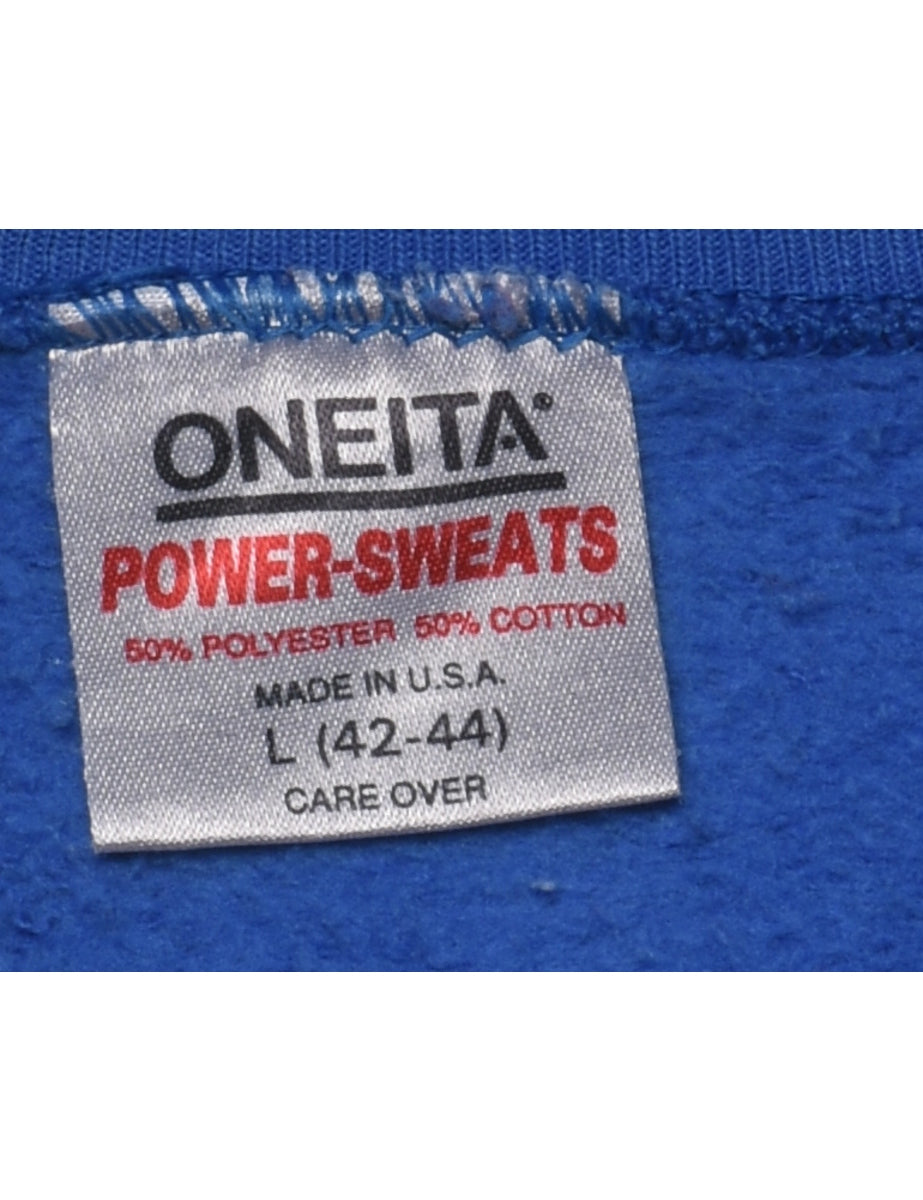 ONEITA®
POWER-SWEATS
50% POLYESTER 50% COTTON
MADE IN U.S.A.
L (42-44)
CARE OVER